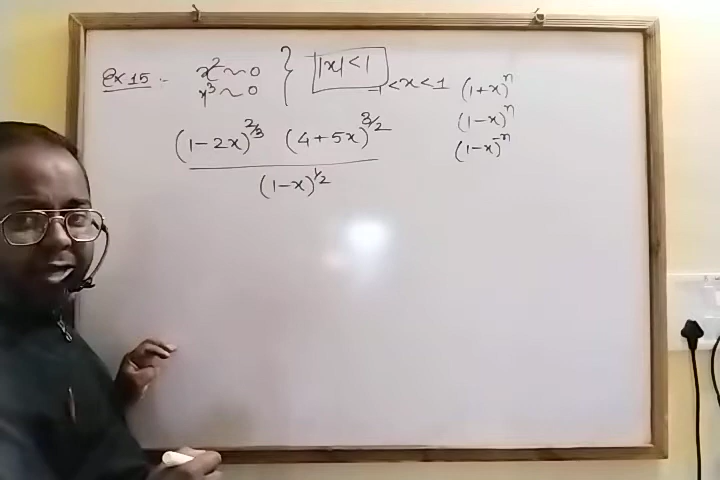 Ex 15 :-
x² ~ 0
x³ ~ 0
} |x| < 1
-1 < x < 1
(1+x)ⁿ
(1-x)ⁿ
(1-x)⁻ⁿ
(1-2x)^2/3 (4+5x)^3/2
(1-x)^1/2